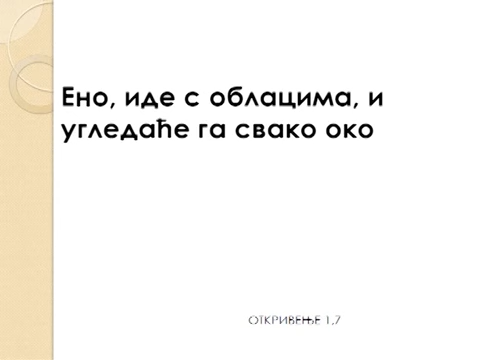 Ено, иде с облацима, и
угледаће га свако око
ОТКРИВЕЊЕ 1,7